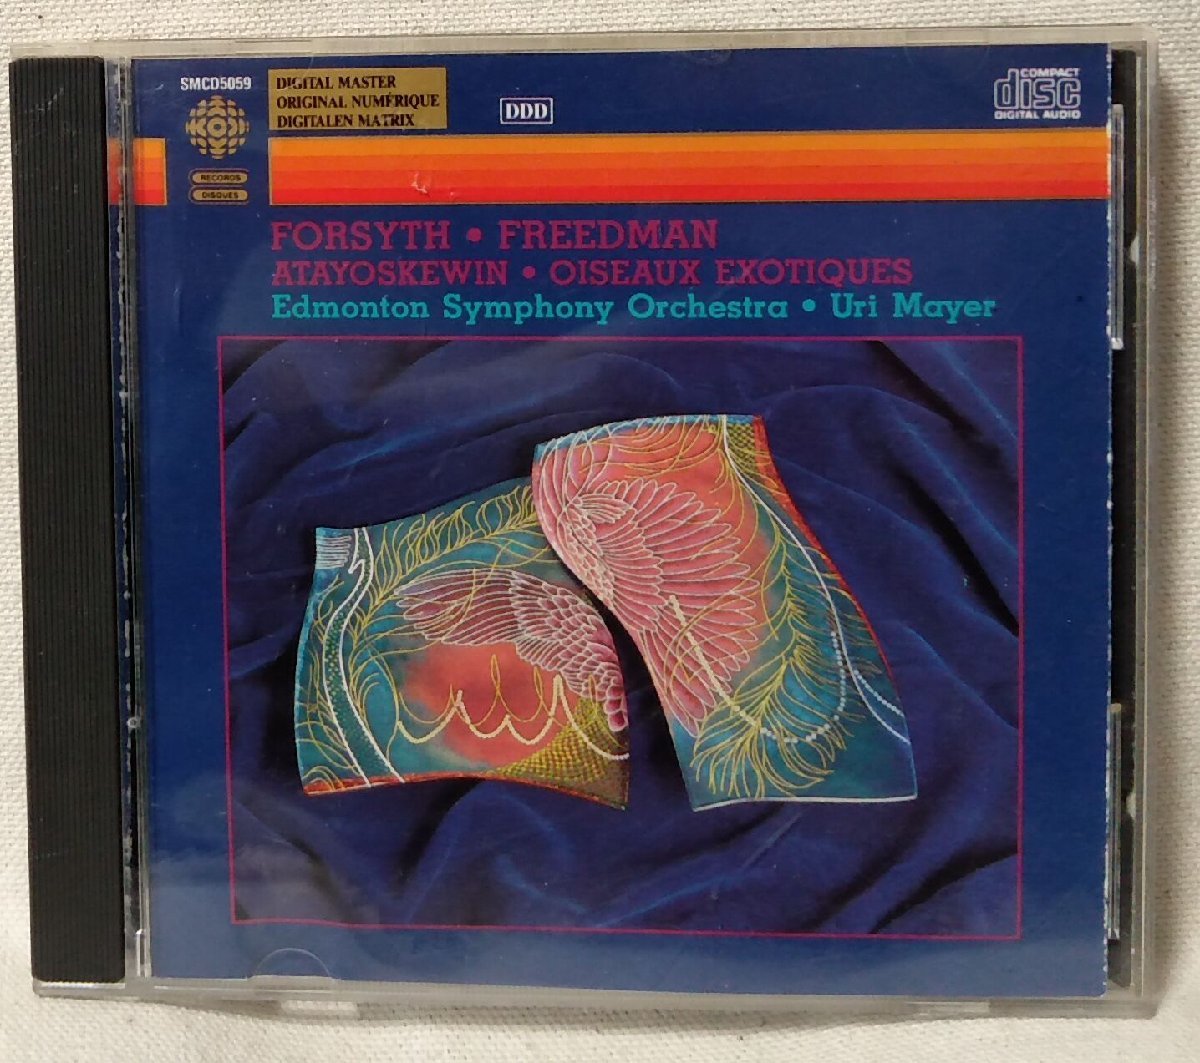 SMCD5059
DIGITAL MASTER
ORIGINAL NUMÉRIQUE
DIGITALEN MATRIX
DDD
COMPACT
disc
DIGITAL AUDIO
RECORDS
DISQUES
FORSYTH • FREEDMAN
ATAYOSKEWIN • OISEAUX EXOTIQUES
Edmonton Symphony Orchestra • Uri Mayer